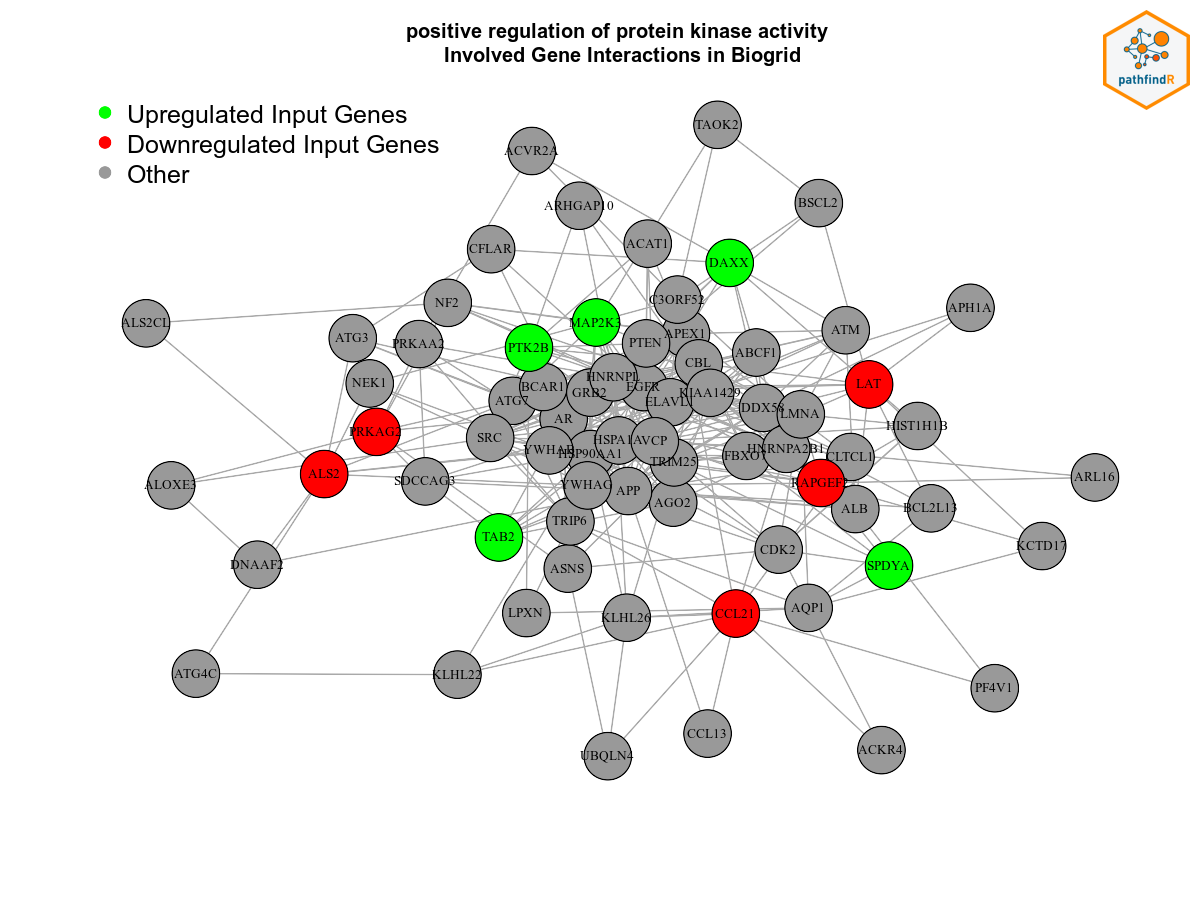 positive regulation of protein kinase activity
Involved Gene Interactions in Biogrid
pathfindR
Upregulated Input Genes
Downregulated Input Genes
Other
TAOK2
ACVR2A
ARHGAP10
BSCL2
CFLAR
ACAT1
DAXX
C3ORF52
NF2
APH1A
ALS2CL
MAP2K3
ATM
APEX1
ATG3
PRKAA2
PTK2B
PTEN
ABCF1
CBL
NEK1
BCAR1
HNRNPL
LAT
GRB2
EGFR
KIAA1429
ATG7
ELAVL1
DDX58
LMNA
AR
HIST1H1B
PRKAG2
SRC
HSPA1
AVCP
YWHAB
HSP90AA1
TRIM25
FBXO7
HNRNPA2B1
CLTCL1
ALS2
SDCCAG3
ARL16
ALOXE3
YWHAG
APP
RAPGEF2
AGO2
ALB
BCL2L13
TRIP6
TAB2
CDK2
KCTD17
DNAAF2
ASNS
SPDYA
LPXN
KLHL26
CCL21
AQP1
ATG4C
KLHL22
PF4V1
CCL13
UBQLN4
ACKR4